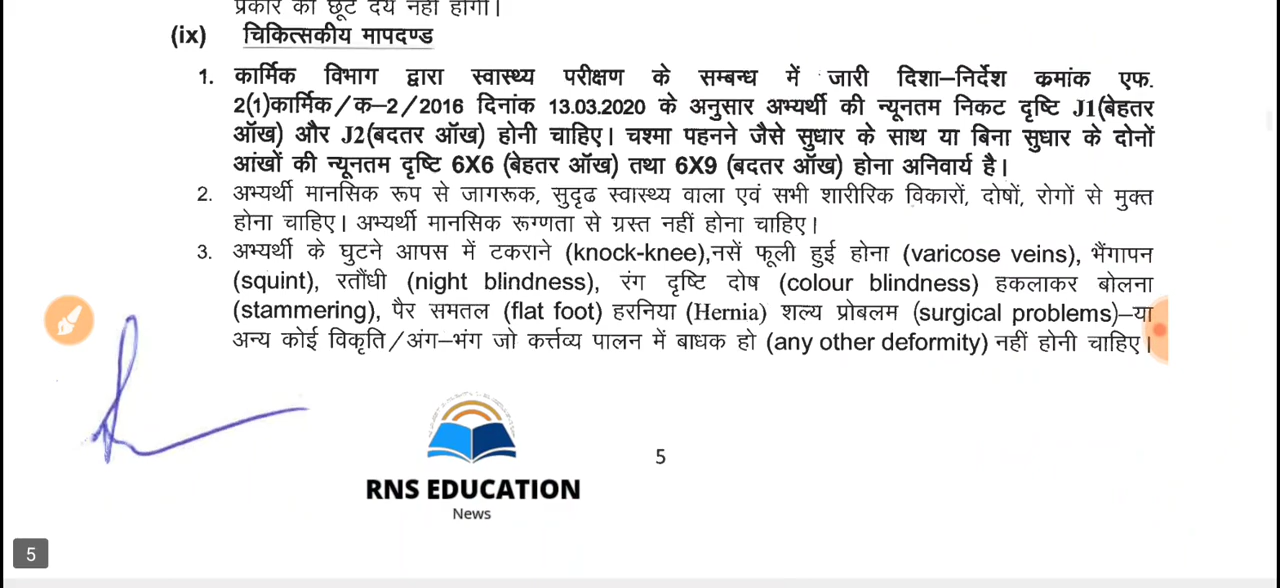 प्रकार की छूट देय नहीं होगी।
(ix) चिकित्सकीय मापदण्ड
1. कार्मिक विभाग द्वारा स्वास्थ्य परीक्षण के सम्बन्ध में जारी दिशा–निर्देश क्रमांक एफ.
2(1)कार्मिक/क–2/2016 दिनांक 13.03.2020 के अनुसार अभ्यर्थी की न्यूनतम निकट दृष्टि J1(बेहतर
ऑख) और J2(बदतर ऑख) होनी चाहिए। चश्मा पहनने जैसे सुधार के साथ या बिना सुधार के दोनों
आंखों की न्यूनतम दृष्टि 6X6 (बेहतर ऑख) तथा 6X9 (बदतर ऑख) होना अनिवार्य है।
2. अभ्यर्थी मानसिक रूप से जागरूक, सुदृढ स्वास्थ्य वाला एवं सभी शारीरिक विकारों, दोषों, रोगों से मुक्त
होना चाहिए। अभ्यर्थी मानसिक रूग्णता से ग्रस्त नहीं होना चाहिए।
3. अभ्यर्थी के घुटने आपस में टकराने (knock-knee),नसें फूली हुई होना (varicose veins), भैंगापन
(squint), रतौंधी (night blindness), रंग दृष्टि दोष (colour blindness) हकलाकर बोलना
(stammering), पैर समतल (flat foot) हरनिया (Hernia) शल्य प्रोबलम (surgical problems)–या
अन्य कोई विकृति/अंग–भंग जो कर्त्तव्य पालन में बाधक हो (any other deformity) नहीं होनी चाहिए।
5
RNS EDUCATION
News
5